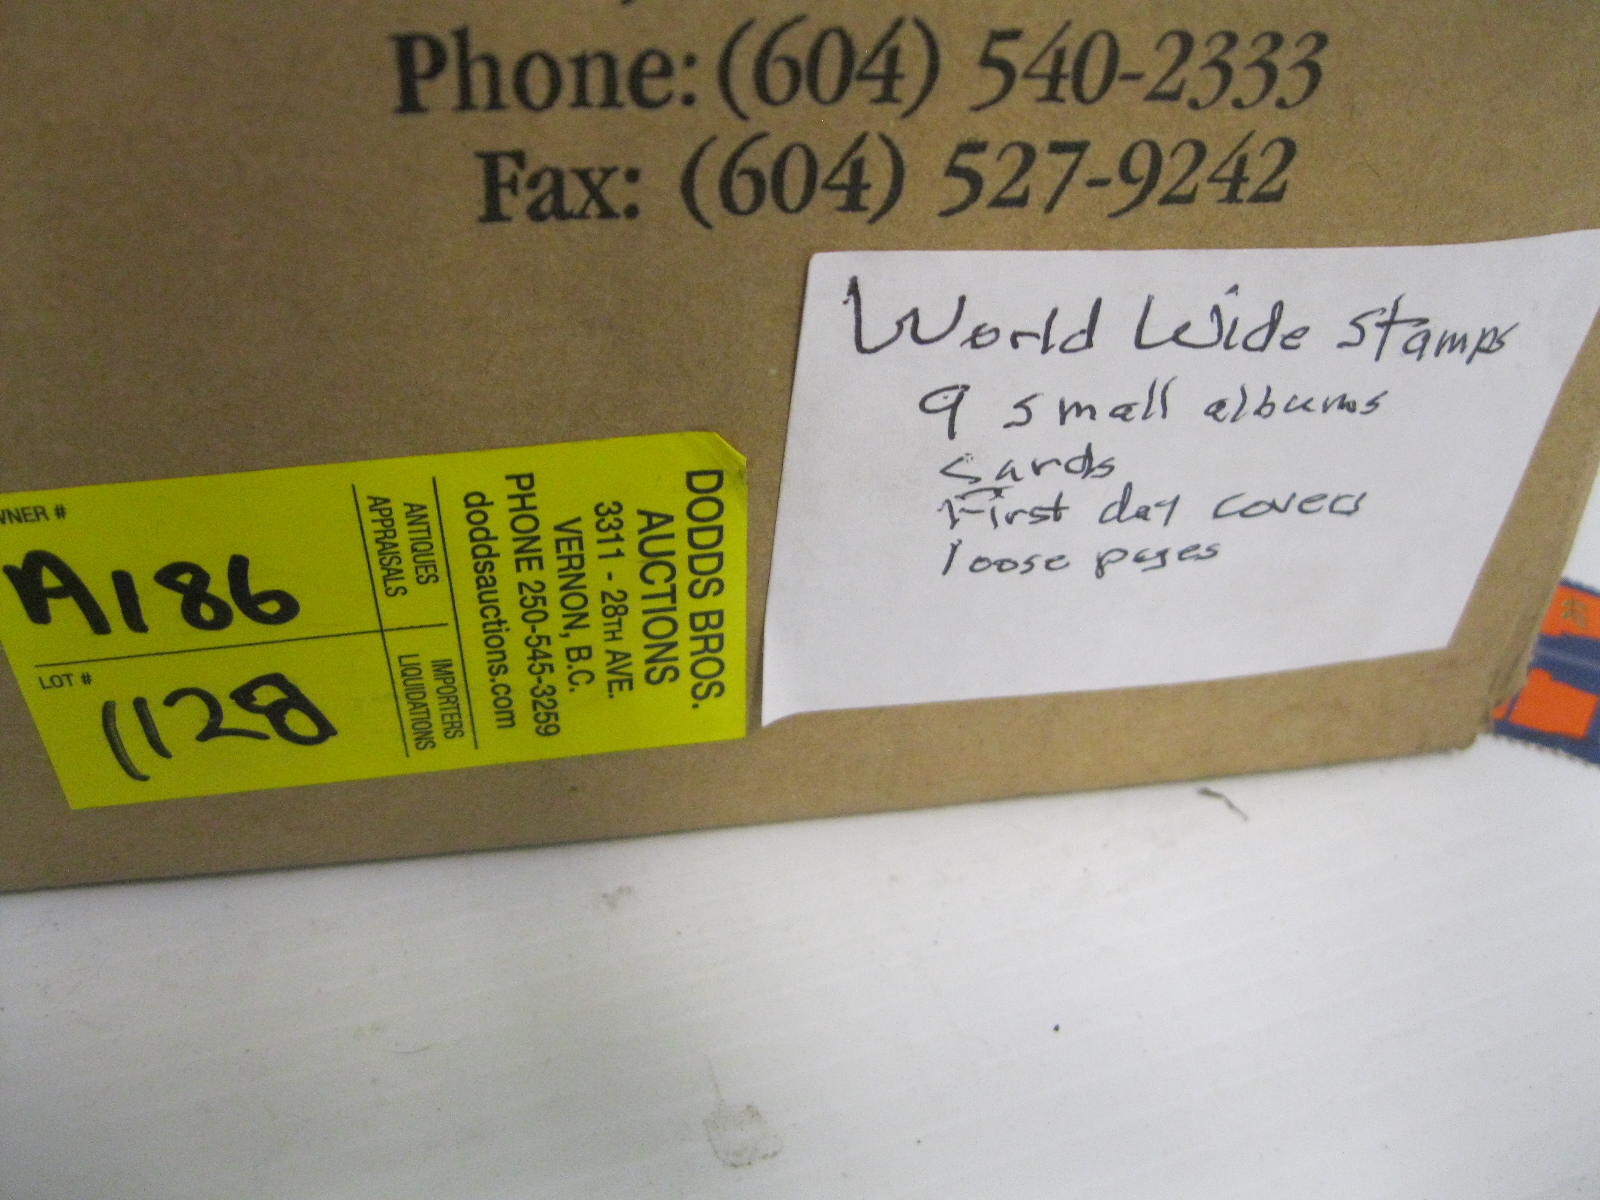 Phone: (604) 540-2333
Fax: (604) 527-9242
World Wide Stamps
9 small albums
cards
First day covers
loose pages
DODDS BROS.
AUCTIONS
3311 - 28TH AVE.
VERNON, B.C.
PHONE 250-545-3259
doddsauctions.com
ANTIQUES
APPRAISALS
IMPORTERS
LIQUIDATIONS
WNER #
A186
LOT #
1128